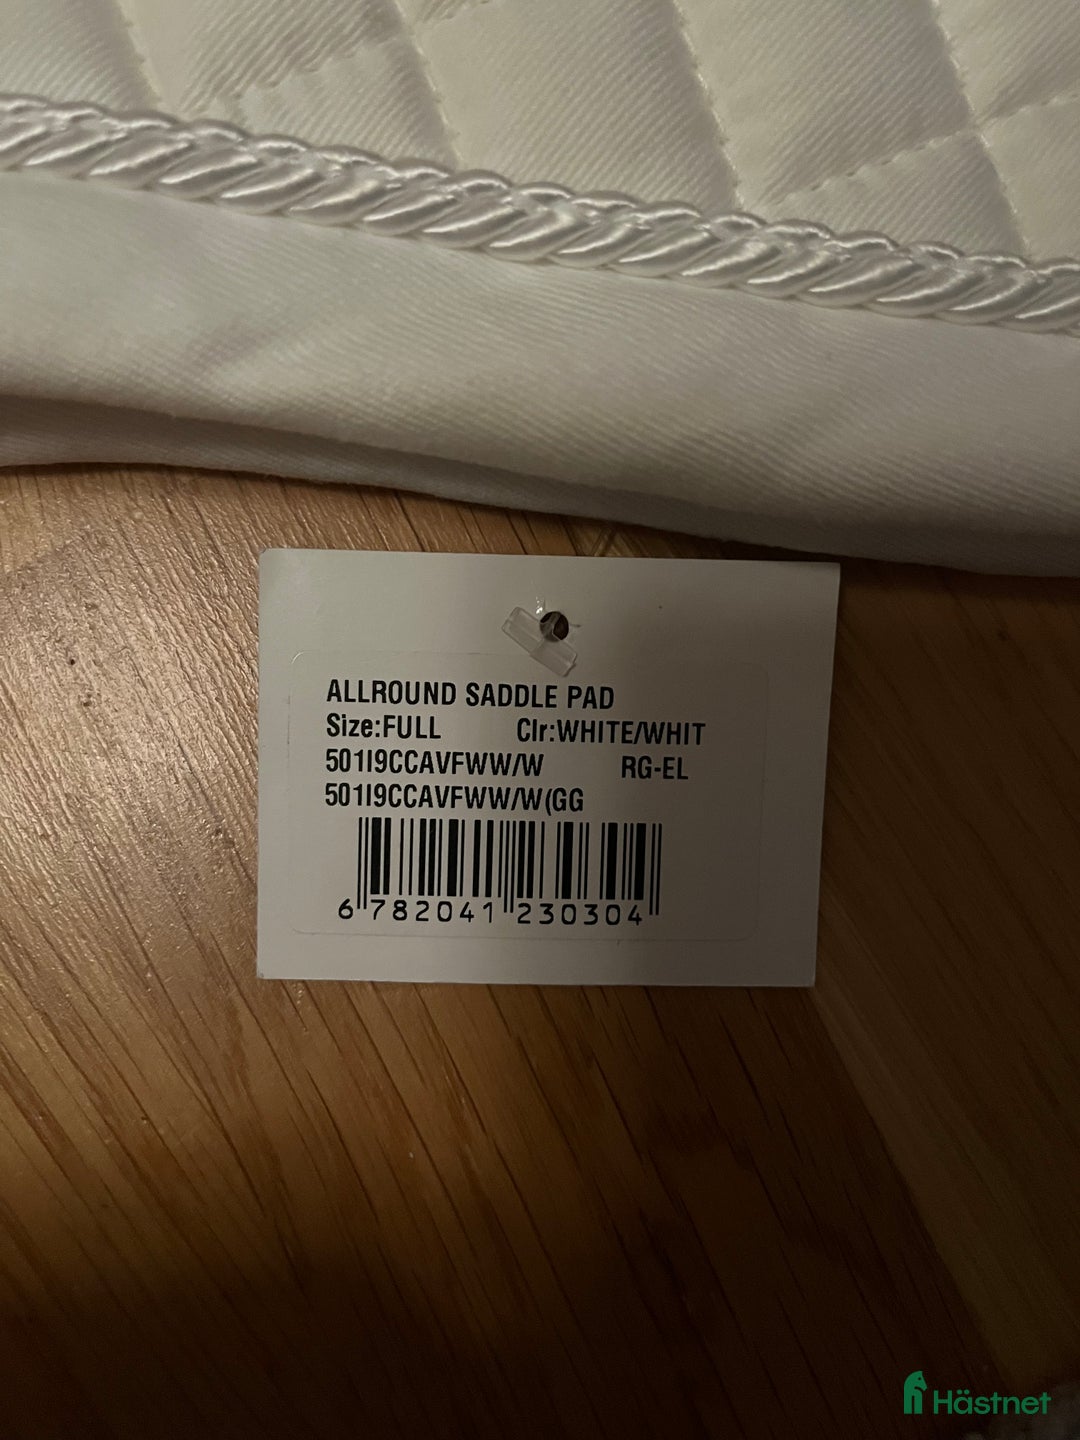 ALLROUND SADDLE PAD
Size:FULL Clr:WHITE/WHIT
501I9CCAVFWW/W RG-EL
501I9CCAVFWW/W(GG
6 782041 230304
Hästnet